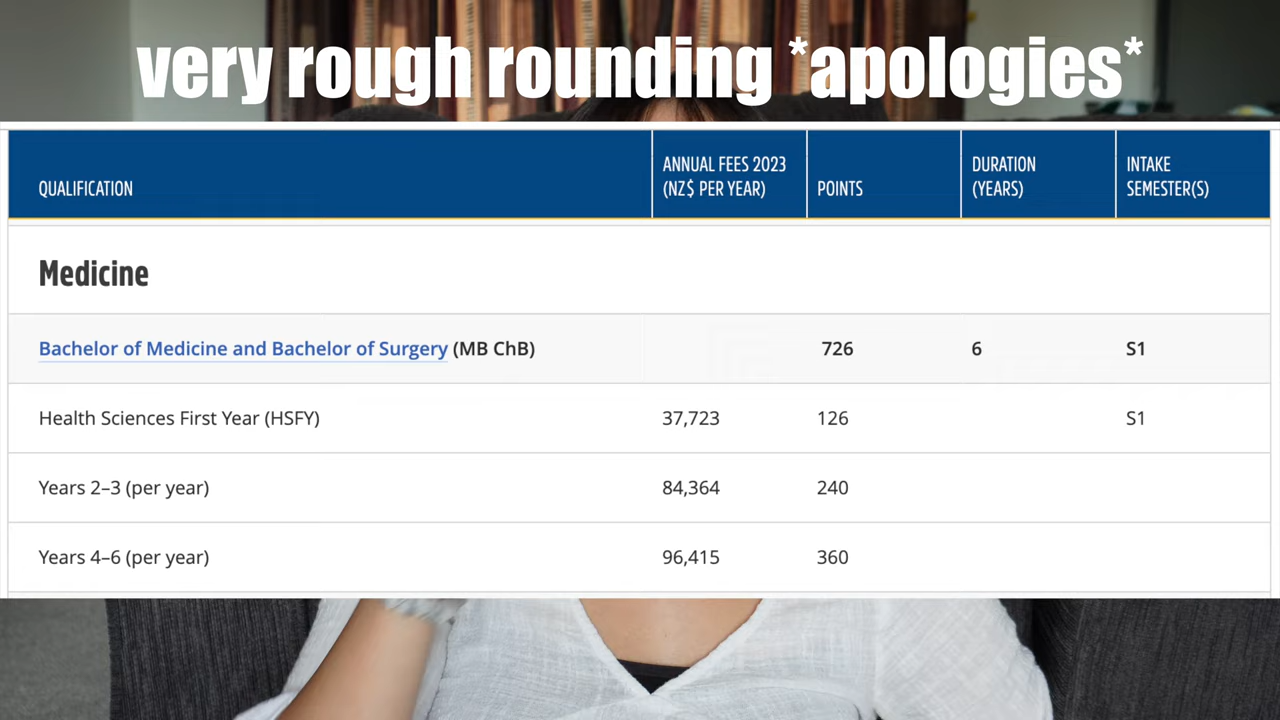 very rough rounding *apologies*
QUALIFICATION ANNUAL FEES 2023 (NZ$ PER YEAR) POINTS DURATION (YEARS) INTAKE SEMESTER(S)
Medicine
Bachelor of Medicine and Bachelor of Surgery (MB ChB) 726 6 S1
Health Sciences First Year (HSFY) 37,723 126 S1
Years 2–3 (per year) 84,364 240
Years 4–6 (per year) 96,415 360